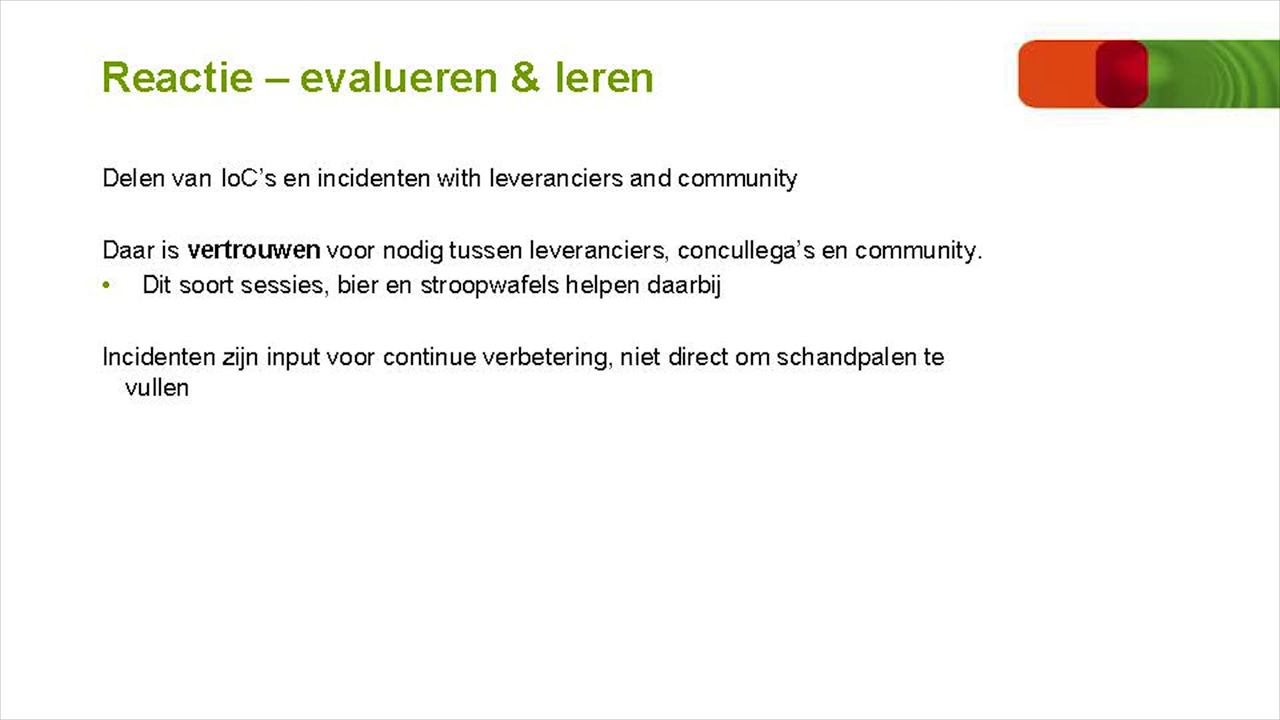 Reactie – evalueren & leren
Delen van IoC’s en incidenten with leveranciers and community
Daar is vertrouwen voor nodig tussen leveranciers, concullega’s en community.
• Dit soort sessies, bier en stroopwafels helpen daarbij
Incidenten zijn input voor continue verbetering, niet direct om schandpalen te
vullen